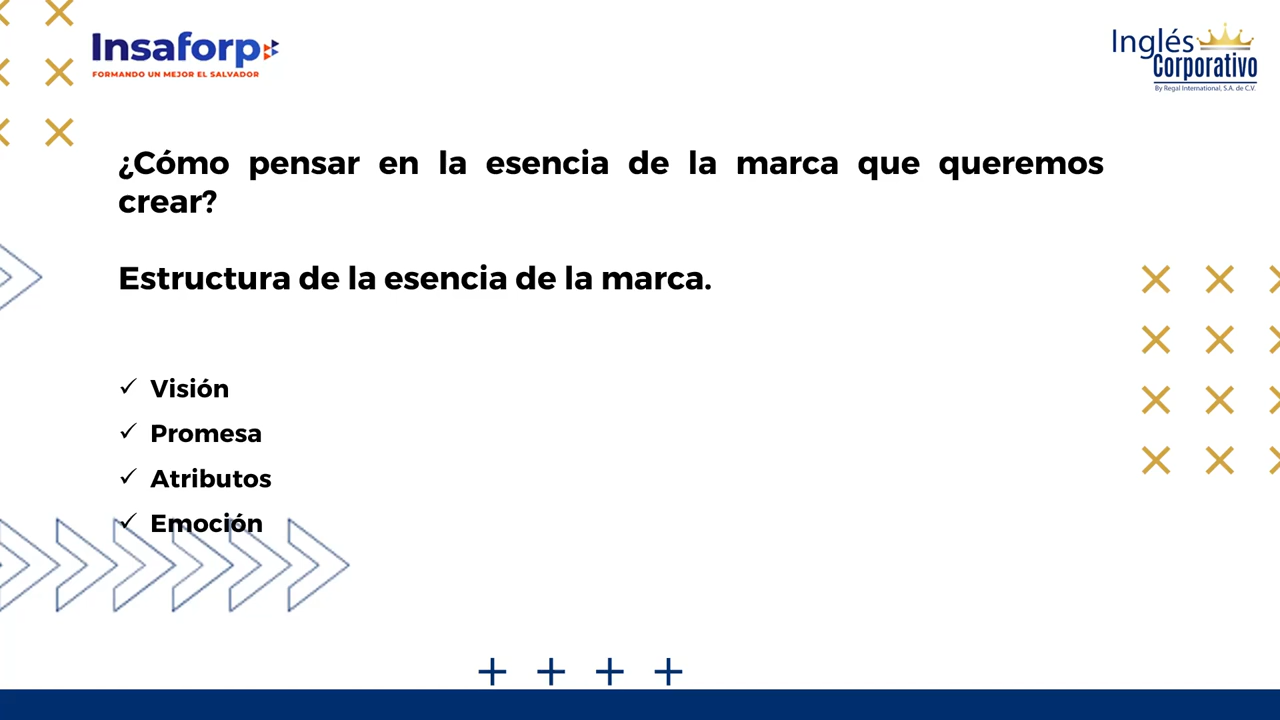 Insaforp
FORMANDO UN MEJOR EL SALVADOR
Inglés
Corporativo
By Regal International, S.A. de C.V.
¿Cómo pensar en la esencia de la marca que queremos
crear?
Estructura de la esencia de la marca.
✓ Visión
✓ Promesa
✓ Atributos
✓ Emoción